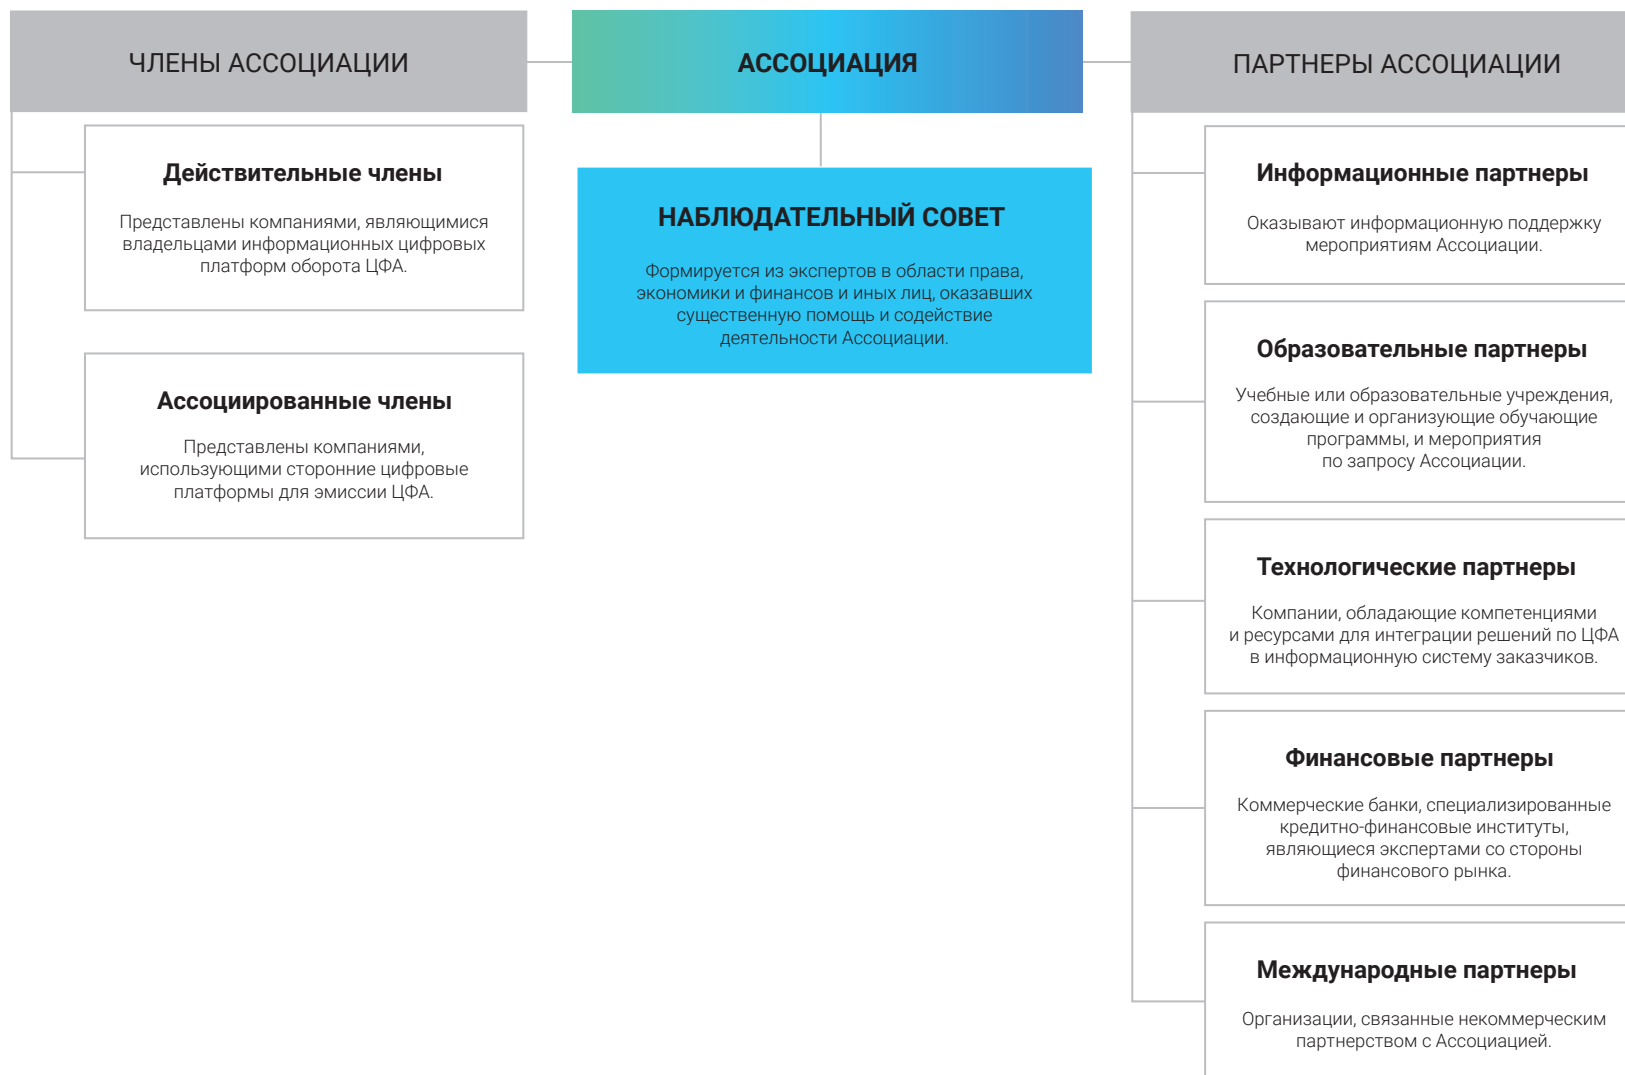 ЧЛЕНЫ АССОЦИАЦИИ
Действительные члены
Представлены компаниями, являющимися
владельцами информационных цифровых
платформ оборота ЦФА.
Ассоциированные члены
Представлены компаниями,
использующими сторонние цифровые
платформы для эмиссии ЦФА.
АССОЦИАЦИЯ
НАБЛЮДАТЕЛЬНЫЙ СОВЕТ
Формируется из экспертов в области права,
экономики и финансов и иных лиц, оказавших
существенную помощь и содействие
деятельности Ассоциации.
ПАРТНЕРЫ АССОЦИАЦИИ
Информационные партнеры
Оказывают информационную поддержку
мероприятиям Ассоциации.
Образовательные партнеры
Учебные или образовательные учреждения,
создающие и организующие обучающие
программы, и мероприятия
по запросу Ассоциации.
Технологические партнеры
Компании, обладающие компетенциями
и ресурсами для интеграции решений по ЦФА
в информационную систему заказчиков.
Финансовые партнеры
Коммерческие банки, специализированные
кредитно-финансовые институты,
являющиеся экспертами со стороны
финансового рынка.
Международные партнеры
Организации, связанные некоммерческим
партнерством с Ассоциацией.